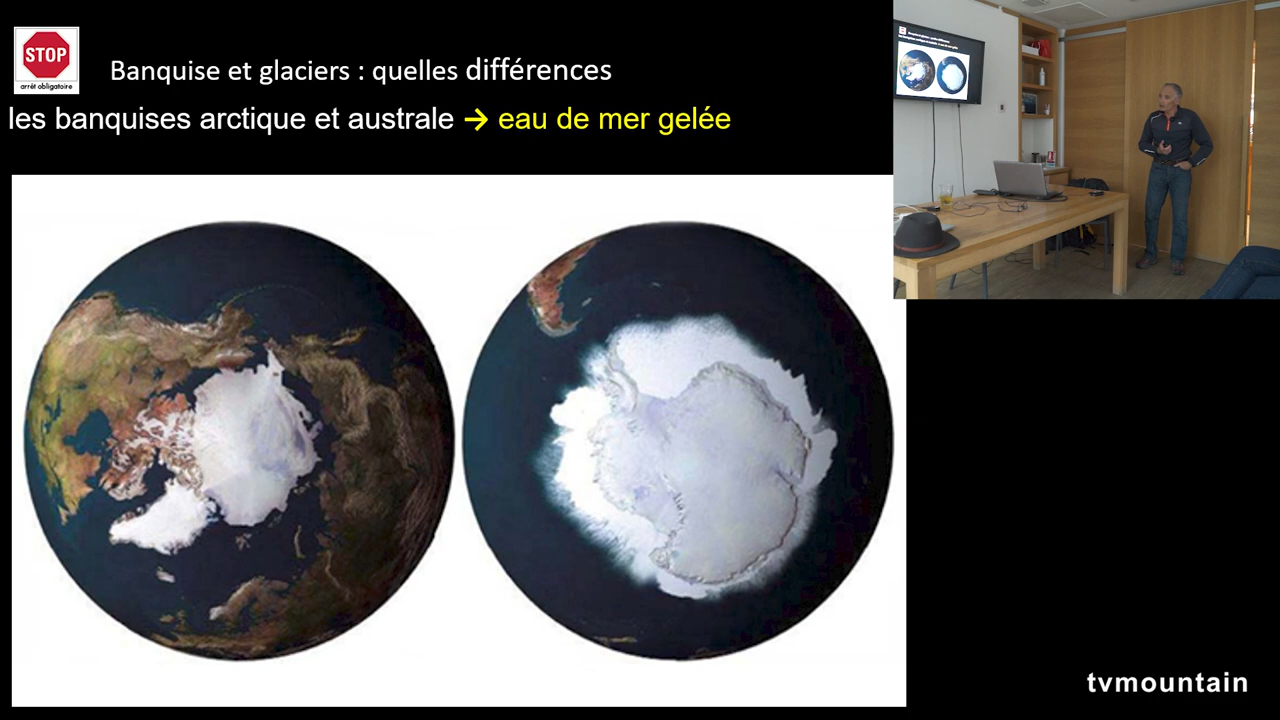 STOP
arrêt obligatoire
Banquise et glaciers : quelles différences
les banquises arctique et australe → eau de mer gelée
tvmountain